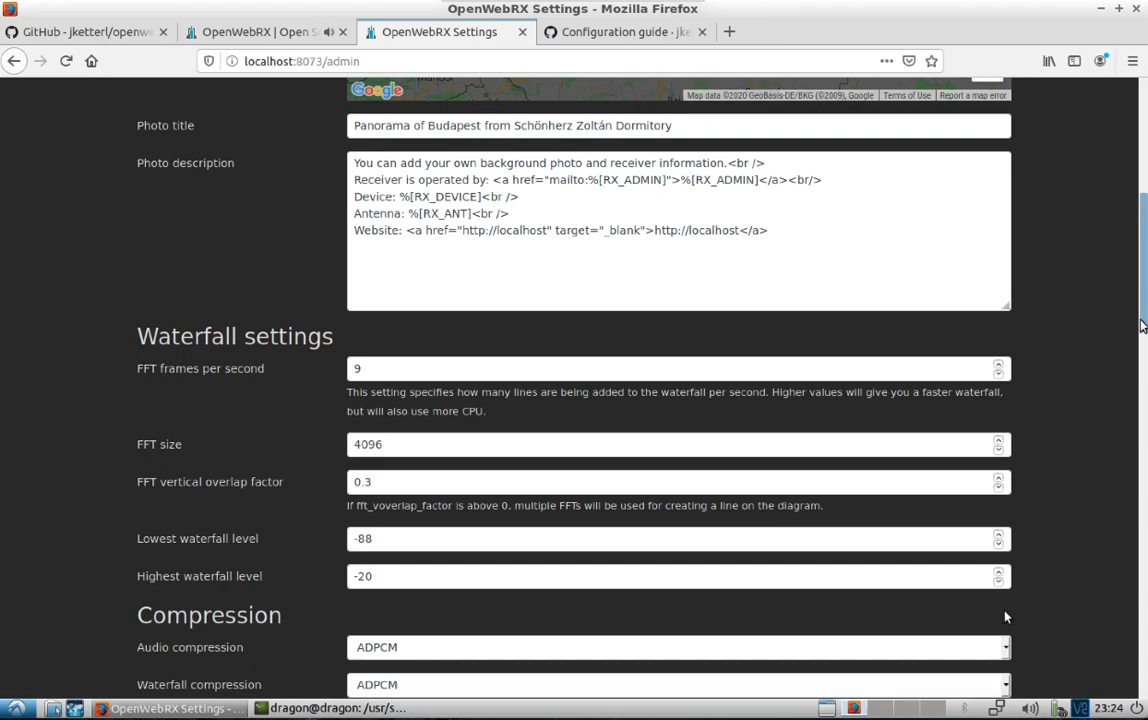 OpenWebRX Settings - Mozilla Firefox
GitHub - jketterl/openwe
OpenWebRX | Open S
OpenWebRX Settings
Configuration guide · jke
localhost:8073/admin
Google
Map data ©2020 GeoBasis-DE/BKG (©2009), Google
Terms of Use
Report a map error
Photo title
Panorama of Budapest from Schönherz Zoltán Dormitory
Photo description
You can add your own background photo and receiver information.<br />
Receiver is operated by: <a href="mailto:%[RX_ADMIN]">%[RX_ADMIN]</a><br/>
Device: %[RX_DEVICE]<br />
Antenna: %[RX_ANT]<br />
Website: <a href="http://localhost" target="_blank">http://localhost</a>
Waterfall settings
FFT frames per second
9
This setting specifies how many lines are being added to the waterfall per second. Higher values will give you a faster waterfall,
but will also use more CPU.
FFT size
4096
FFT vertical overlap factor
0.3
If fft_voverlap_factor is above 0, multiple FFTs will be used for creating a line on the diagram.
Lowest waterfall level
-88
Highest waterfall level
-20
Compression
Audio compression
ADPCM
Waterfall compression
ADPCM
OpenWebRX Settings - ...
dragon@dragon: /usr/s...
23:24